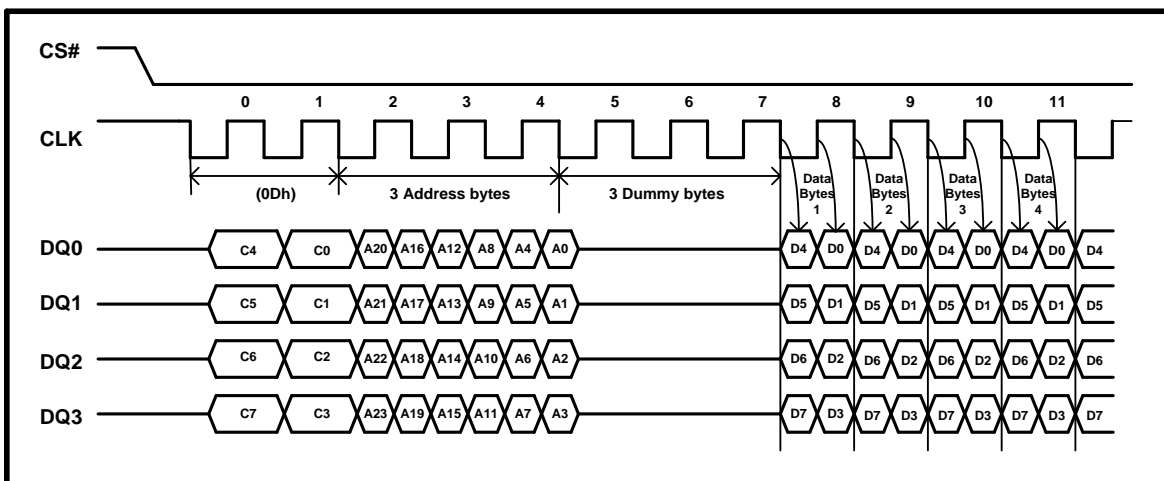 CS#
0 1 2 3 4 5 6 7 8 9 10 11
CLK
(0Dh) 3 Address bytes 3 Dummy bytes
Data Bytes 1
Data Bytes 2
Data Bytes 3
Data Bytes 4
DQ0 C4 C0 A20 A16 A12 A8 A4 A0 D4 D0 D4 D0 D4 D0 D4 D0 D4
DQ1 C5 C1 A21 A17 A13 A9 A5 A1 D5 D1 D5 D1 D5 D1 D5 D1 D5
DQ2 C6 C2 A22 A18 A14 A10 A6 A2 D6 D2 D6 D2 D6 D2 D6 D2 D6
DQ3 C7 C3 A23 A19 A15 A11 A7 A3 D7 D3 D7 D3 D7 D3 D7 D3 D7